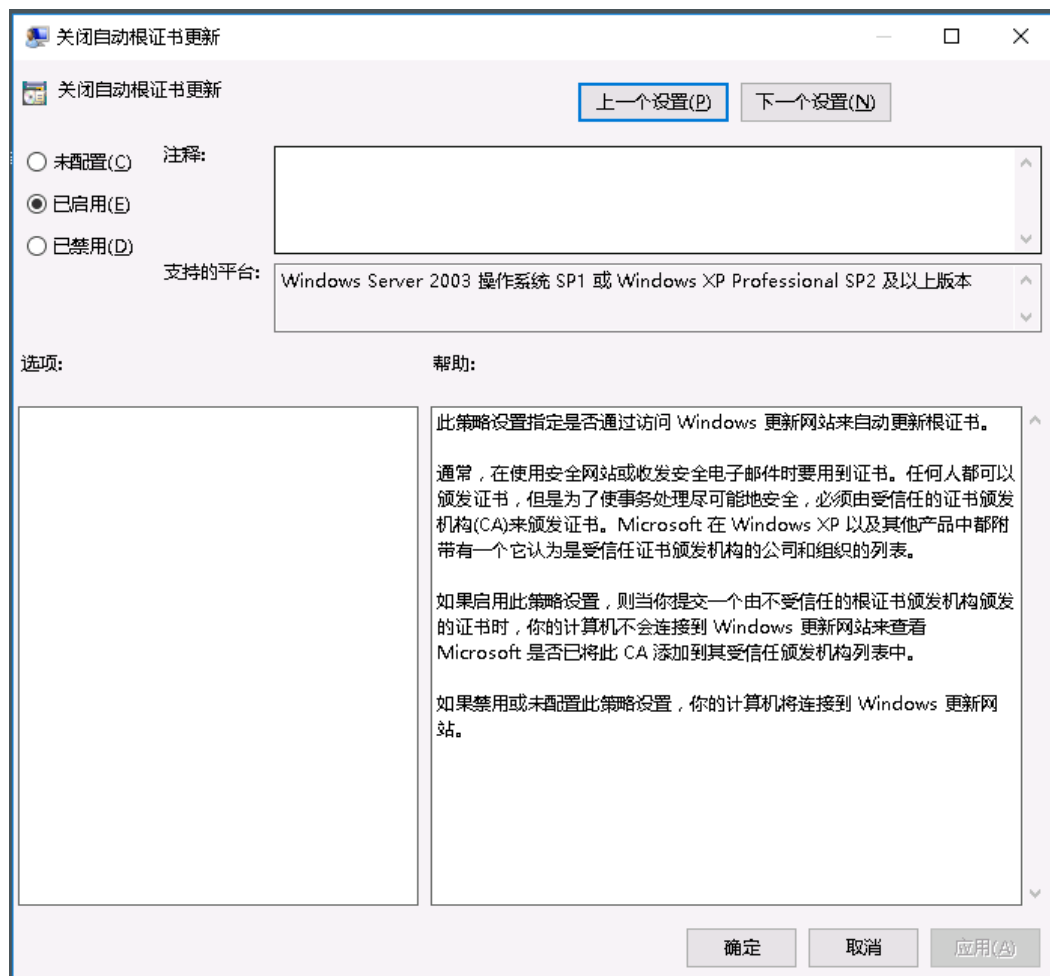 关闭自动根证书更新
关闭自动根证书更新
上一个设置(P)
下一个设置(N)
未配置(C)
注释:
已启用(E)
已禁用(D)
支持的平台:
Windows Server 2003 操作系统 SP1 或 Windows XP Professional SP2 及以上版本
选项:
帮助:
此策略设置指定是否通过访问 Windows 更新网站来自动更新根证书。
通常，在使用安全网站或收发安全电子邮件时要用到证书。任何人都可以
颁发证书，但是为了使事务处理尽可能地安全，必须由受信任的证书颁发
机构(CA)来颁发证书。Microsoft 在 Windows XP 以及其他产品中都附
带有一个它认为是受信任证书颁发机构的公司和组织的列表。
如果启用此策略设置，则当你提交一个由不受信任的根证书颁发机构颁发
的证书时，你的计算机不会连接到 Windows 更新网站来查看
Microsoft 是否已将此 CA 添加到其受信任颁发机构列表中。
如果禁用或未配置此策略设置，你的计算机将连接到 Windows 更新网
站。
确定
取消
应用(A)